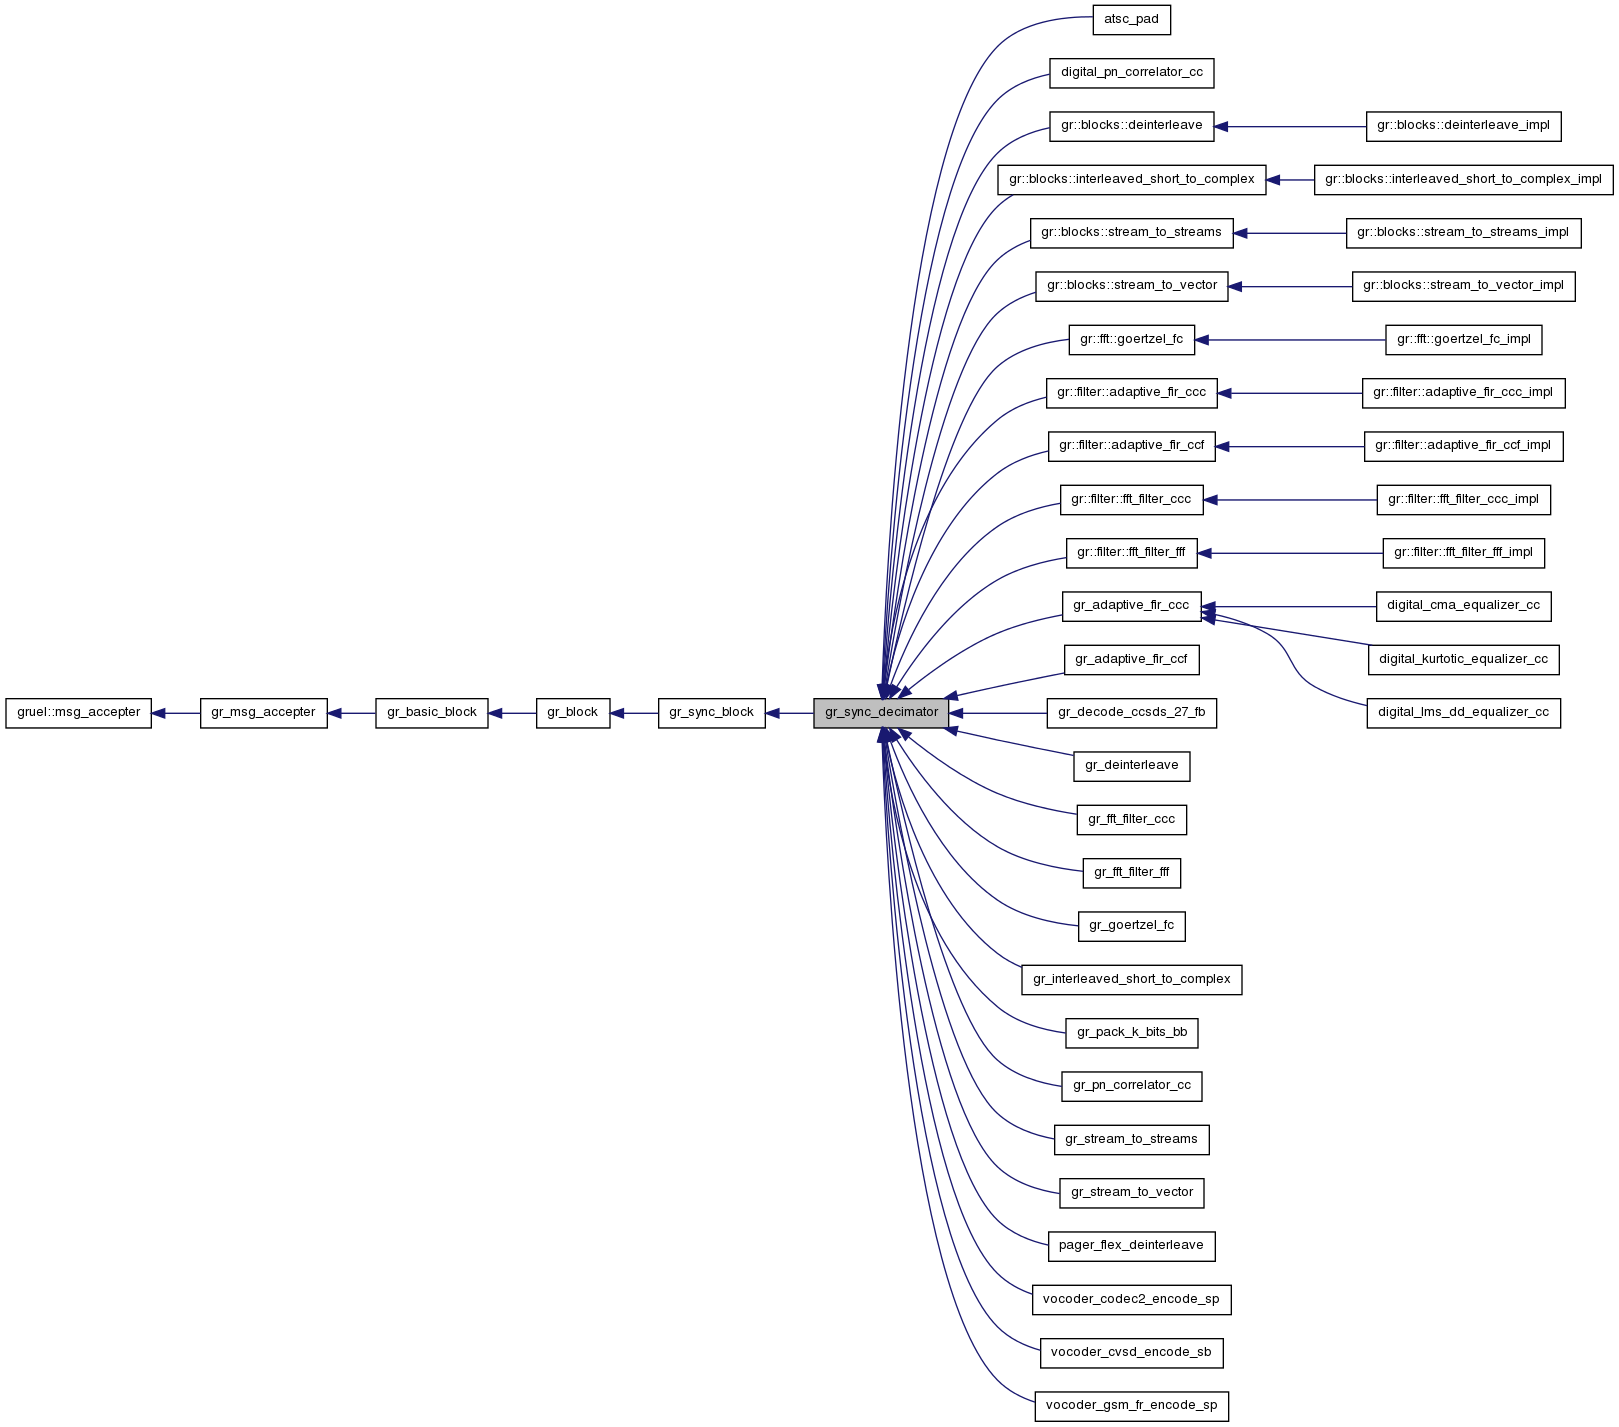 atsc_pad
digital_pn_correlator_cc
gr::blocks::deinterleave
gr::blocks::deinterleave_impl
gr::blocks::interleaved_short_to_complex
gr::blocks::interleaved_short_to_complex_impl
gr::blocks::stream_to_streams
gr::blocks::stream_to_streams_impl
gr::blocks::stream_to_vector
gr::blocks::stream_to_vector_impl
gr::fft::goertzel_fc
gr::fft::goertzel_fc_impl
gr::filter::adaptive_fir_ccc
gr::filter::adaptive_fir_ccc_impl
gr::filter::adaptive_fir_ccf
gr::filter::adaptive_fir_ccf_impl
gr::filter::fft_filter_ccc
gr::filter::fft_filter_ccc_impl
gr::filter::fft_filter_fff
gr::filter::fft_filter_fff_impl
gr_adaptive_fir_ccc
digital_cma_equalizer_cc
gr_adaptive_fir_ccf
digital_kurtotic_equalizer_cc
gruel::msg_accepter
gr_msg_accepter
gr_basic_block
gr_block
gr_sync_block
gr_sync_decimator
gr_decode_ccsds_27_fb
digital_lms_dd_equalizer_cc
gr_deinterleave
gr_fft_filter_ccc
gr_fft_filter_fff
gr_goertzel_fc
gr_interleaved_short_to_complex
gr_pack_k_bits_bb
gr_pn_correlator_cc
gr_stream_to_streams
gr_stream_to_vector
pager_flex_deinterleave
vocoder_codec2_encode_sp
vocoder_cvsd_encode_sb
vocoder_gsm_fr_encode_sp